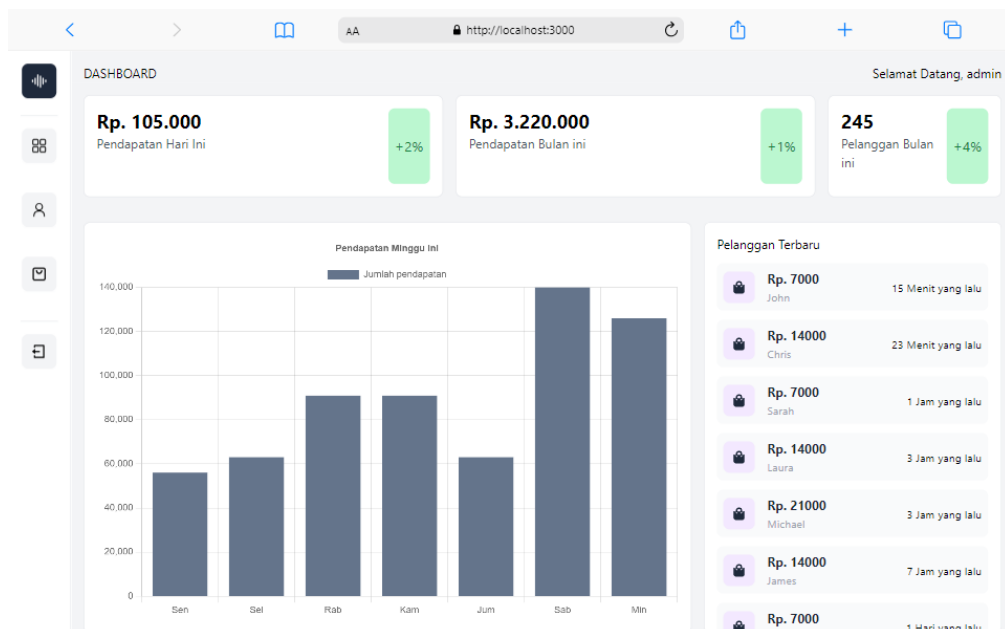 AA
http://localhost:3000
DASHBOARD
Selamat Datang, admin
Rp. 105.000
Pendapatan Hari Ini
+2%
Rp. 3.220.000
Pendapatan Bulan ini
+1%
245
Pelanggan Bulan
ini
+4%
Pendapatan Minggu Ini
Jumlah pendapatan
140,000
120,000
100,000
80,000
60,000
40,000
20,000
0
Sen Sel Rab Kam Jum Sab Min
Pelanggan Terbaru
Rp. 7000
John
15 Menit yang lalu
Rp. 14000
Chris
23 Menit yang lalu
Rp. 7000
Sarah
1 Jam yang lalu
Rp. 14000
Laura
3 Jam yang lalu
Rp. 21000
Michael
3 Jam yang lalu
Rp. 14000
James
7 Jam yang lalu
Rp. 7000
1 Hari yang lalu